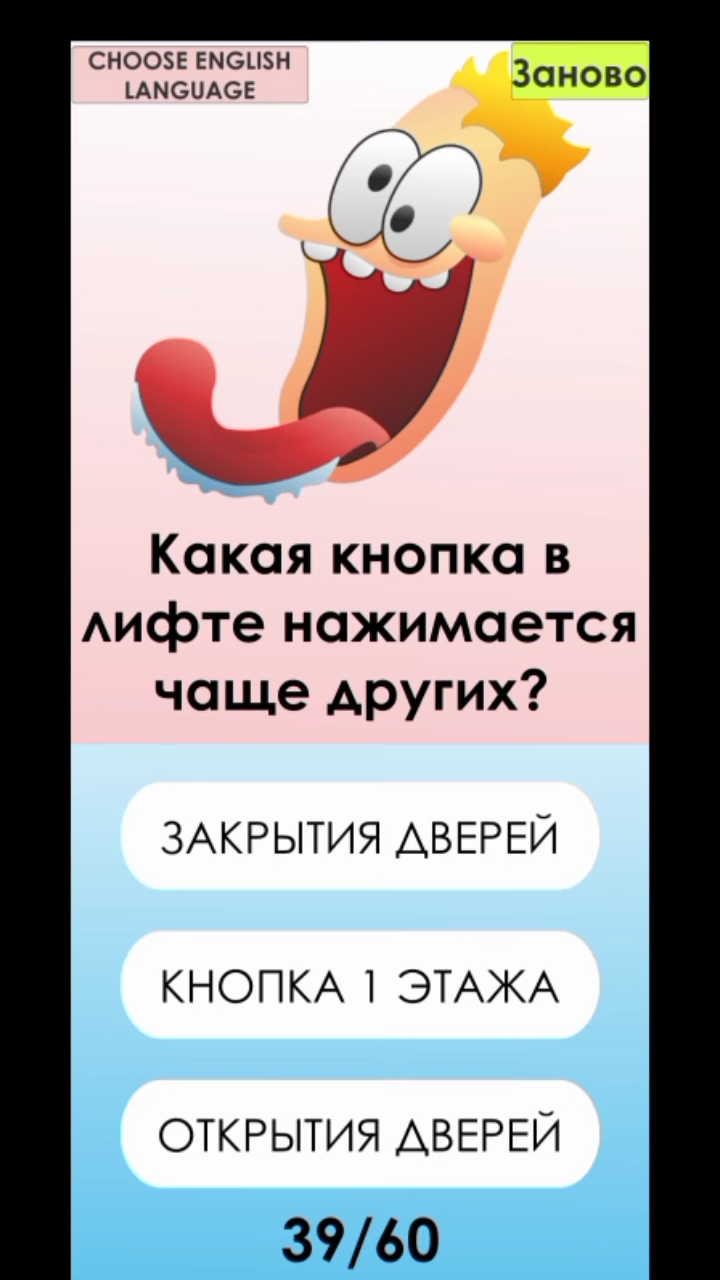 CHOOSE ENGLISH
LANGUAGE
Заново
Какая кнопка в
лифте нажимается
чаще других?
ЗАКРЫТИЯ ДВЕРЕЙ
КНОПКА 1 ЭТАЖА
ОТКРЫТИЯ ДВЕРЕЙ
39/60